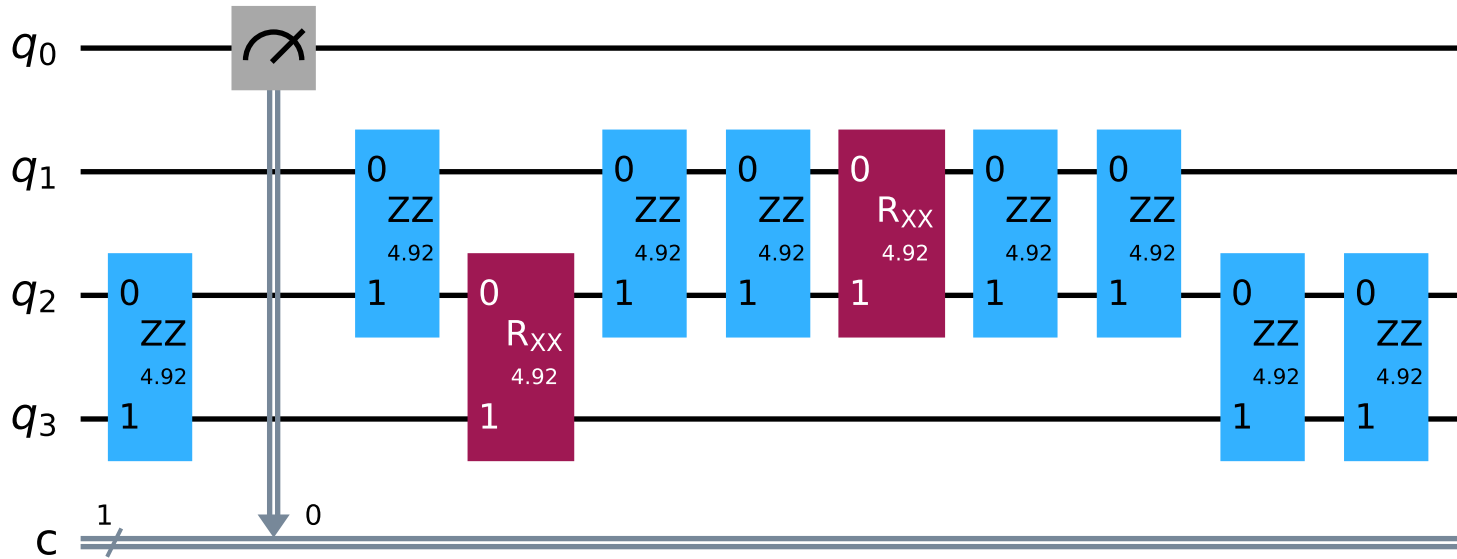 q0
q1
0 0 0 0 0 0
ZZ ZZ ZZ RXX ZZ ZZ
4.92 4.92 4.92 4.92 4.92 4.92
q2
0 1 0 1 1 1 1 1 0 0
ZZ RXX ZZ ZZ
4.92 4.92 4.92 4.92
q3
1 1 1 1
1 0
c